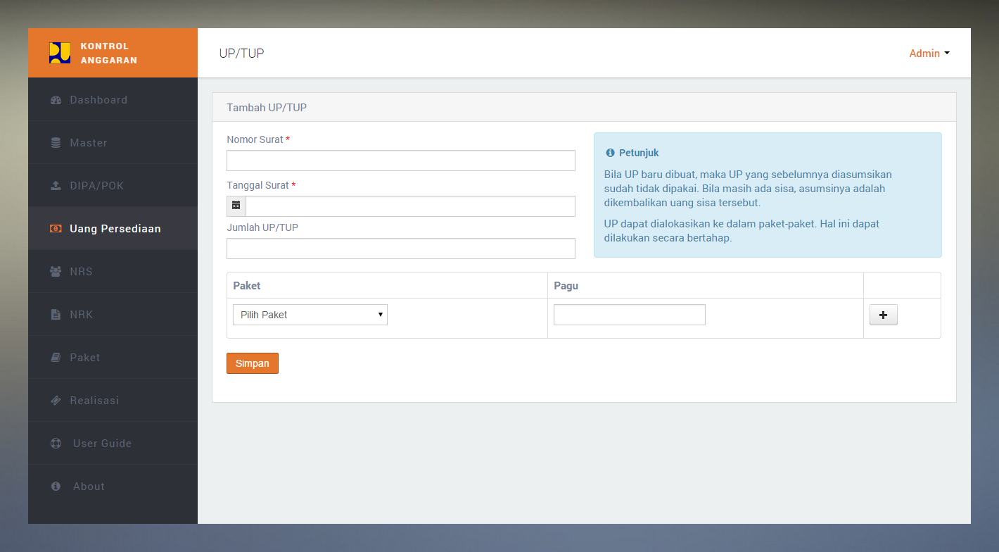 KONTROL
ANGGARAN
UP/TUP
Admin
Dashboard
Master
DIPA/POK
Uang Persediaan
NRS
NRK
Paket
Realisasi
User Guide
About
Tambah UP/TUP
Nomor Surat *
Tanggal Surat *
Jumlah UP/TUP
Petunjuk
Bila UP baru dibuat, maka UP yang sebelumnya diasumsikan
sudah tidak dipakai. Bila masih ada sisa, asumsinya adalah
dikembalikan uang sisa tersebut.
UP dapat dialokasikan ke dalam paket-paket. Hal ini dapat
dilakukan secara bertahap.
Paket Pagu
Pilih Paket
Simpan